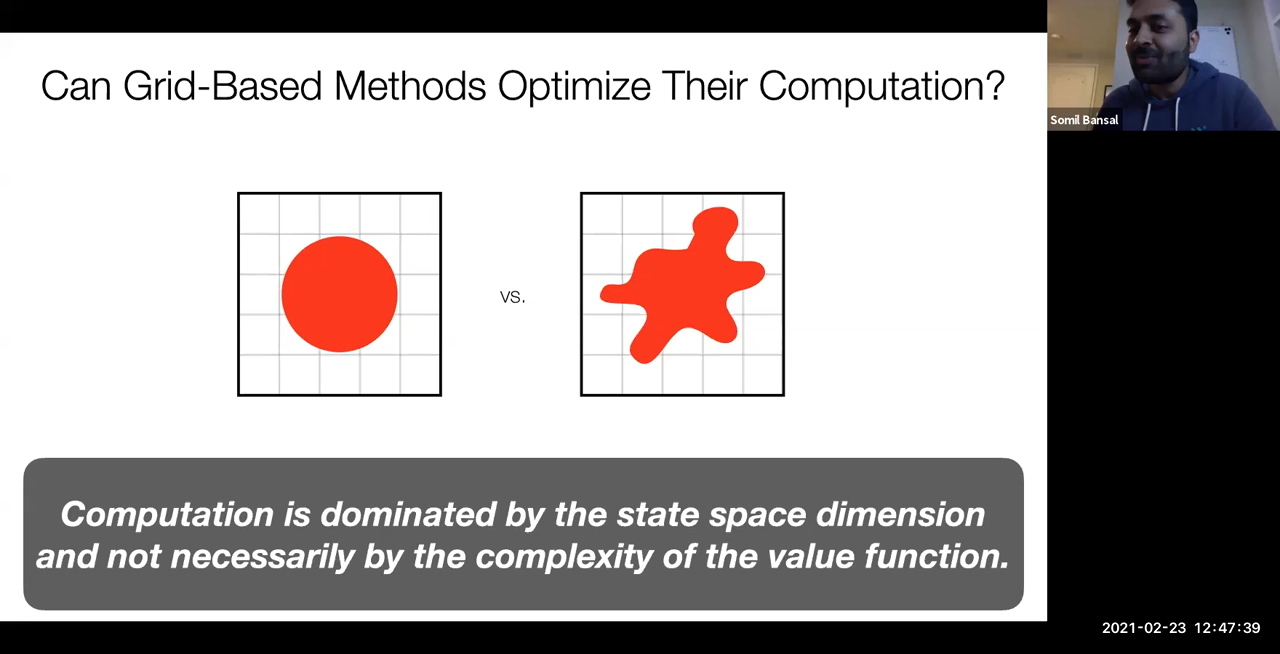 Can Grid-Based Methods Optimize Their Computation?
Somil Bansal
vs.
Computation is dominated by the state space dimension
and not necessarily by the complexity of the value function.
2021-02-23 12:47:39